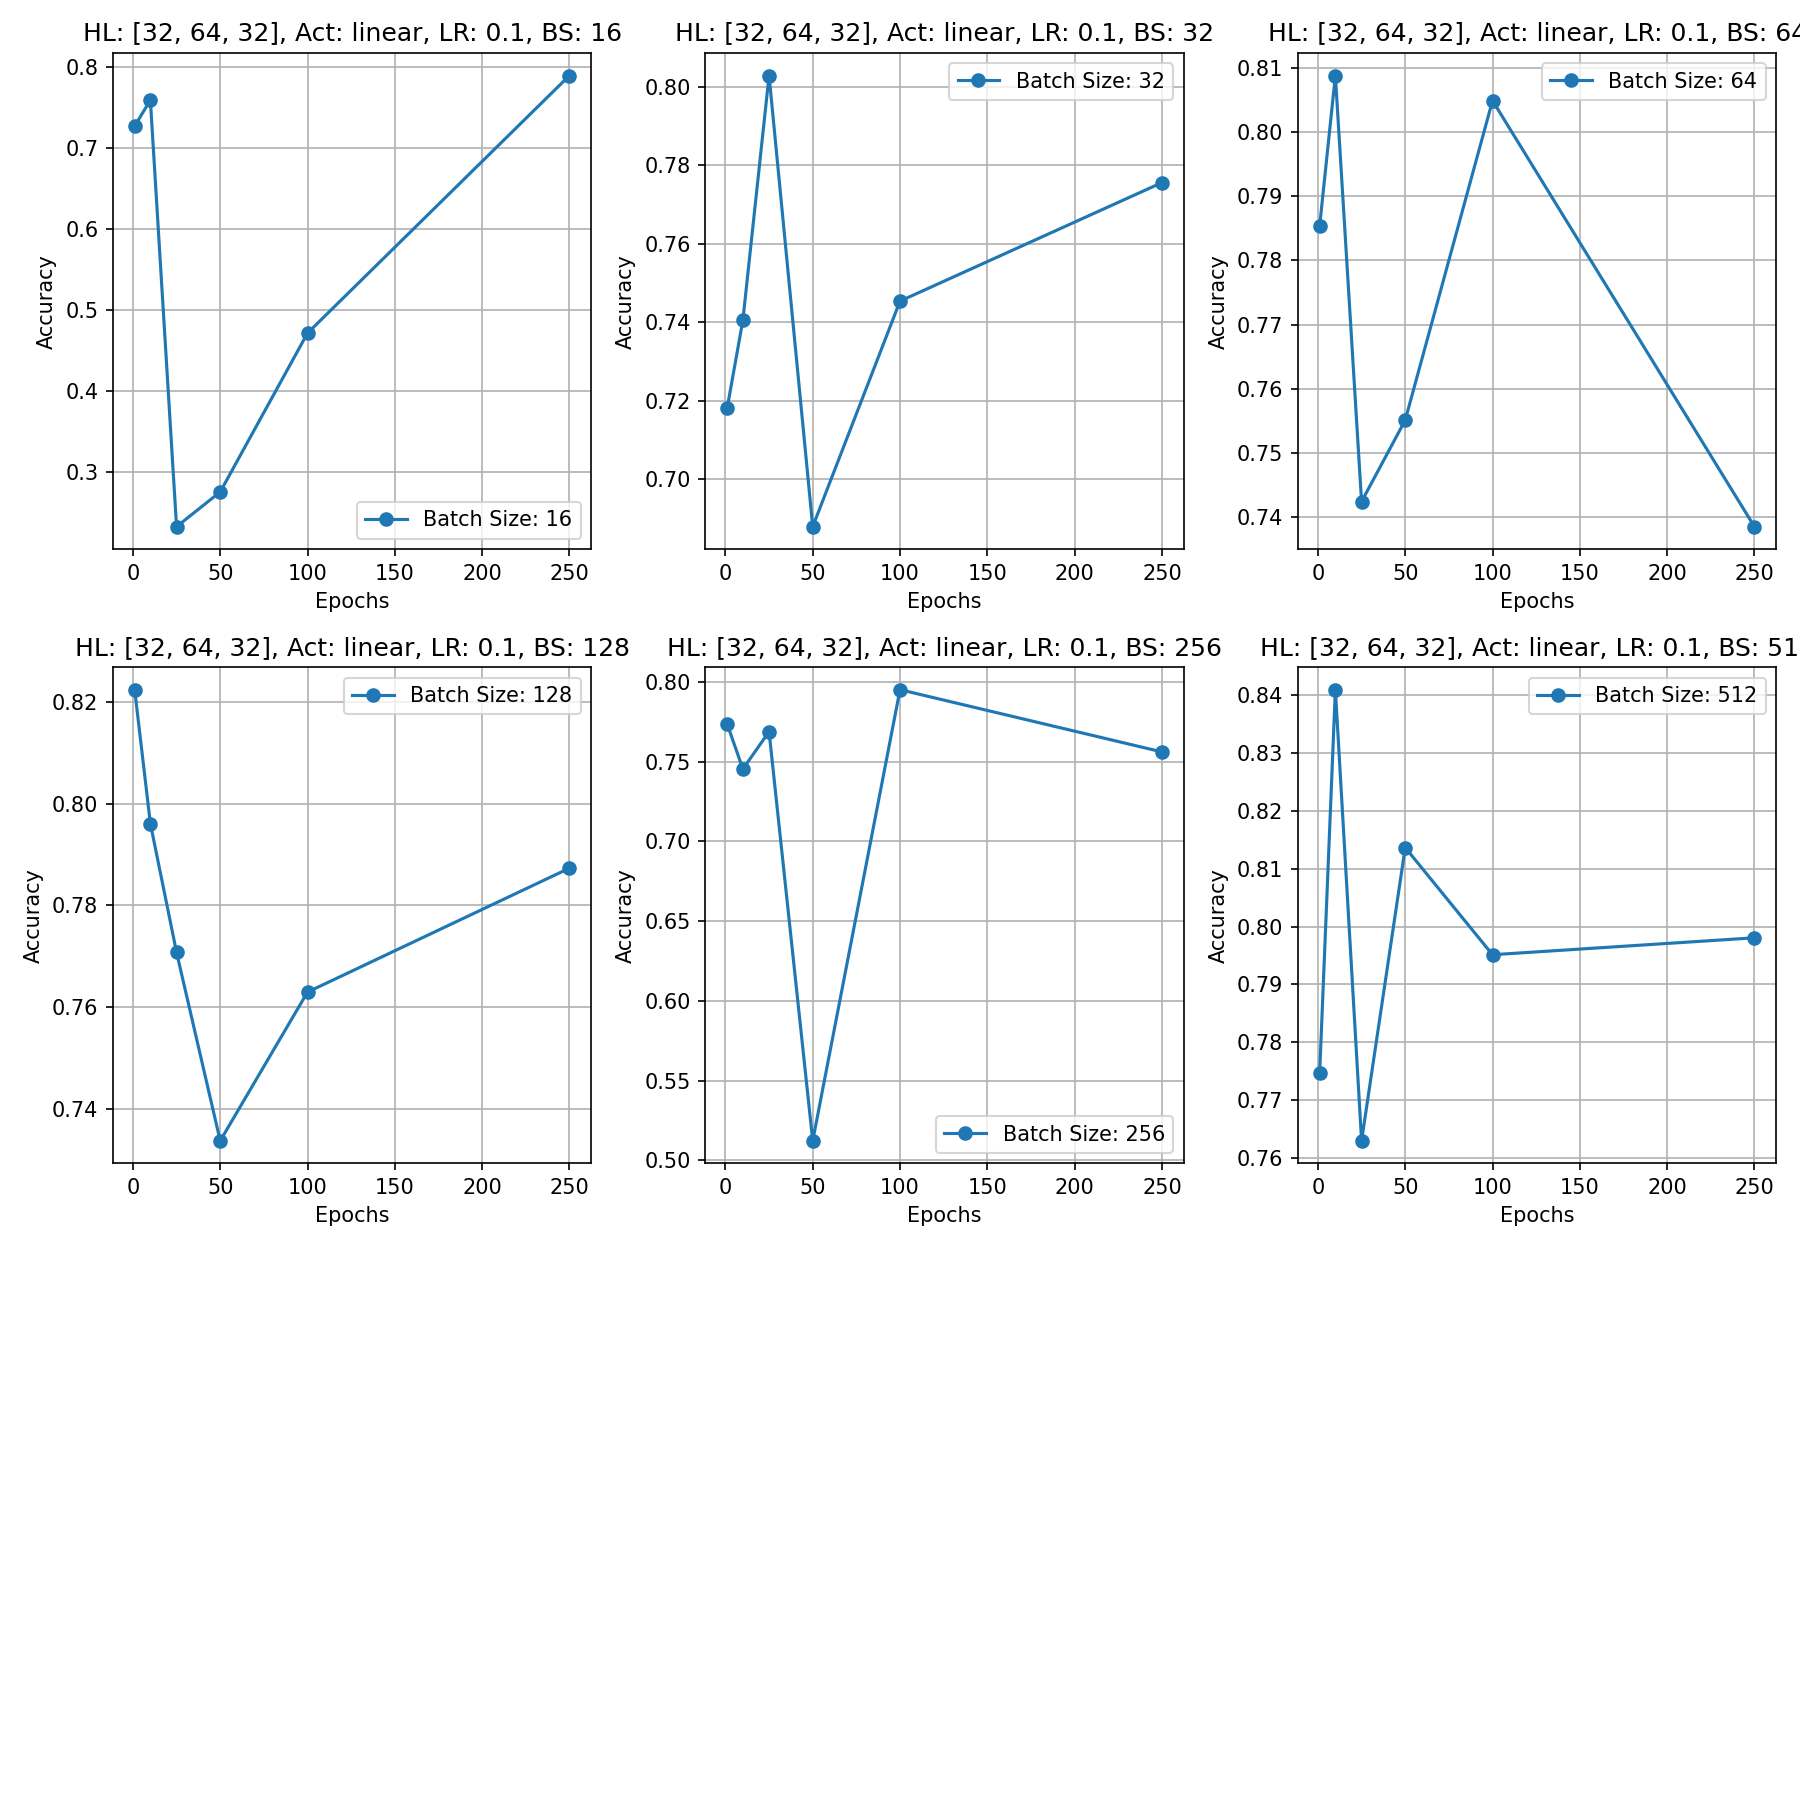 HL: [32, 64, 32], Act: linear, LR: 0.1, BS: 16
0.8
0.7
0.6
0.5
0.4
0.3
Accuracy
Batch Size: 16
0 50 100 150 200 250
Epochs
HL: [32, 64, 32], Act: linear, LR: 0.1, BS: 32
0.80
0.78
0.76
0.74
0.72
0.70
Accuracy
Batch Size: 32
0 50 100 150 200 250
Epochs
HL: [32, 64, 32], Act: linear, LR: 0.1, BS: 64
0.81
0.80
0.79
0.78
0.77
0.76
0.75
0.74
Accuracy
Batch Size: 64
0 50 100 150 200 250
Epochs
HL: [32, 64, 32], Act: linear, LR: 0.1, BS: 128
0.82
0.80
0.78
0.76
0.74
Accuracy
Batch Size: 128
0 50 100 150 200 250
Epochs
HL: [32, 64, 32], Act: linear, LR: 0.1, BS: 256
0.80
0.75
0.70
0.65
0.60
0.55
0.50
Accuracy
Batch Size: 256
0 50 100 150 200 250
Epochs
HL: [32, 64, 32], Act: linear, LR: 0.1, BS: 51
0.84
0.83
0.82
0.81
0.80
0.79
0.78
0.77
0.76
Accuracy
Batch Size: 512
0 50 100 150 200 250
Epochs